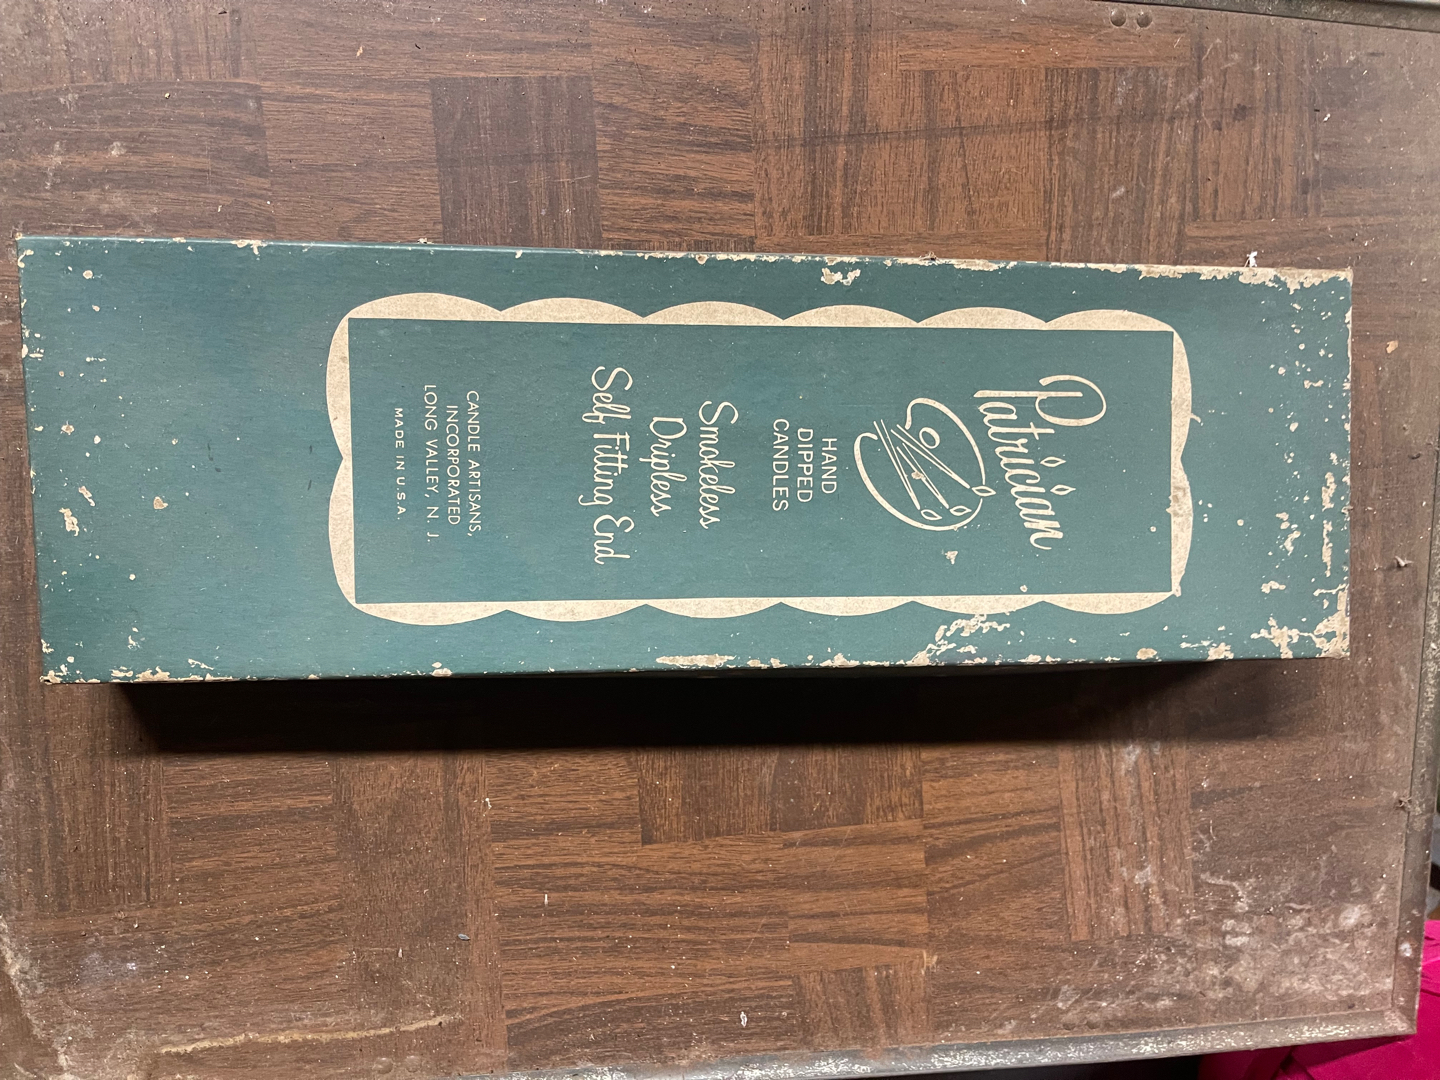 Patrician
HAND
DIPPED
CANDLES
Smokeless
Dripless
Self Fitting End
CANDLE ARTISANS,
INCORPORATED
LONG VALLEY, N. J.
MADE IN U.S.A.